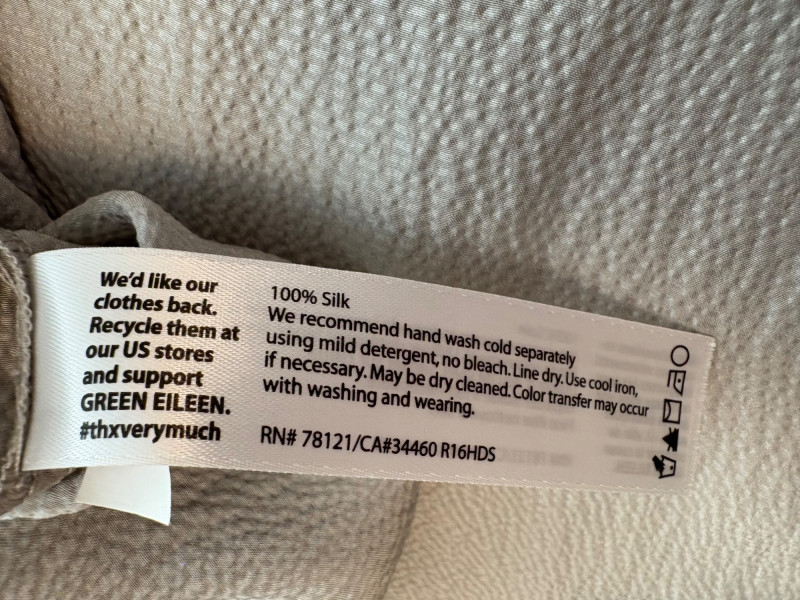 We'd like our
clothes back.
Recycle them at
our US stores
and support
GREEN EILEEN.
#thxverymuch
100% Silk
We recommend hand wash cold separately
using mild detergent, no bleach. Line dry. Use cool iron,
if necessary. May be dry cleaned. Color transfer may occur
with washing and wearing.
RN# 78121/CA#34460 R16HDS